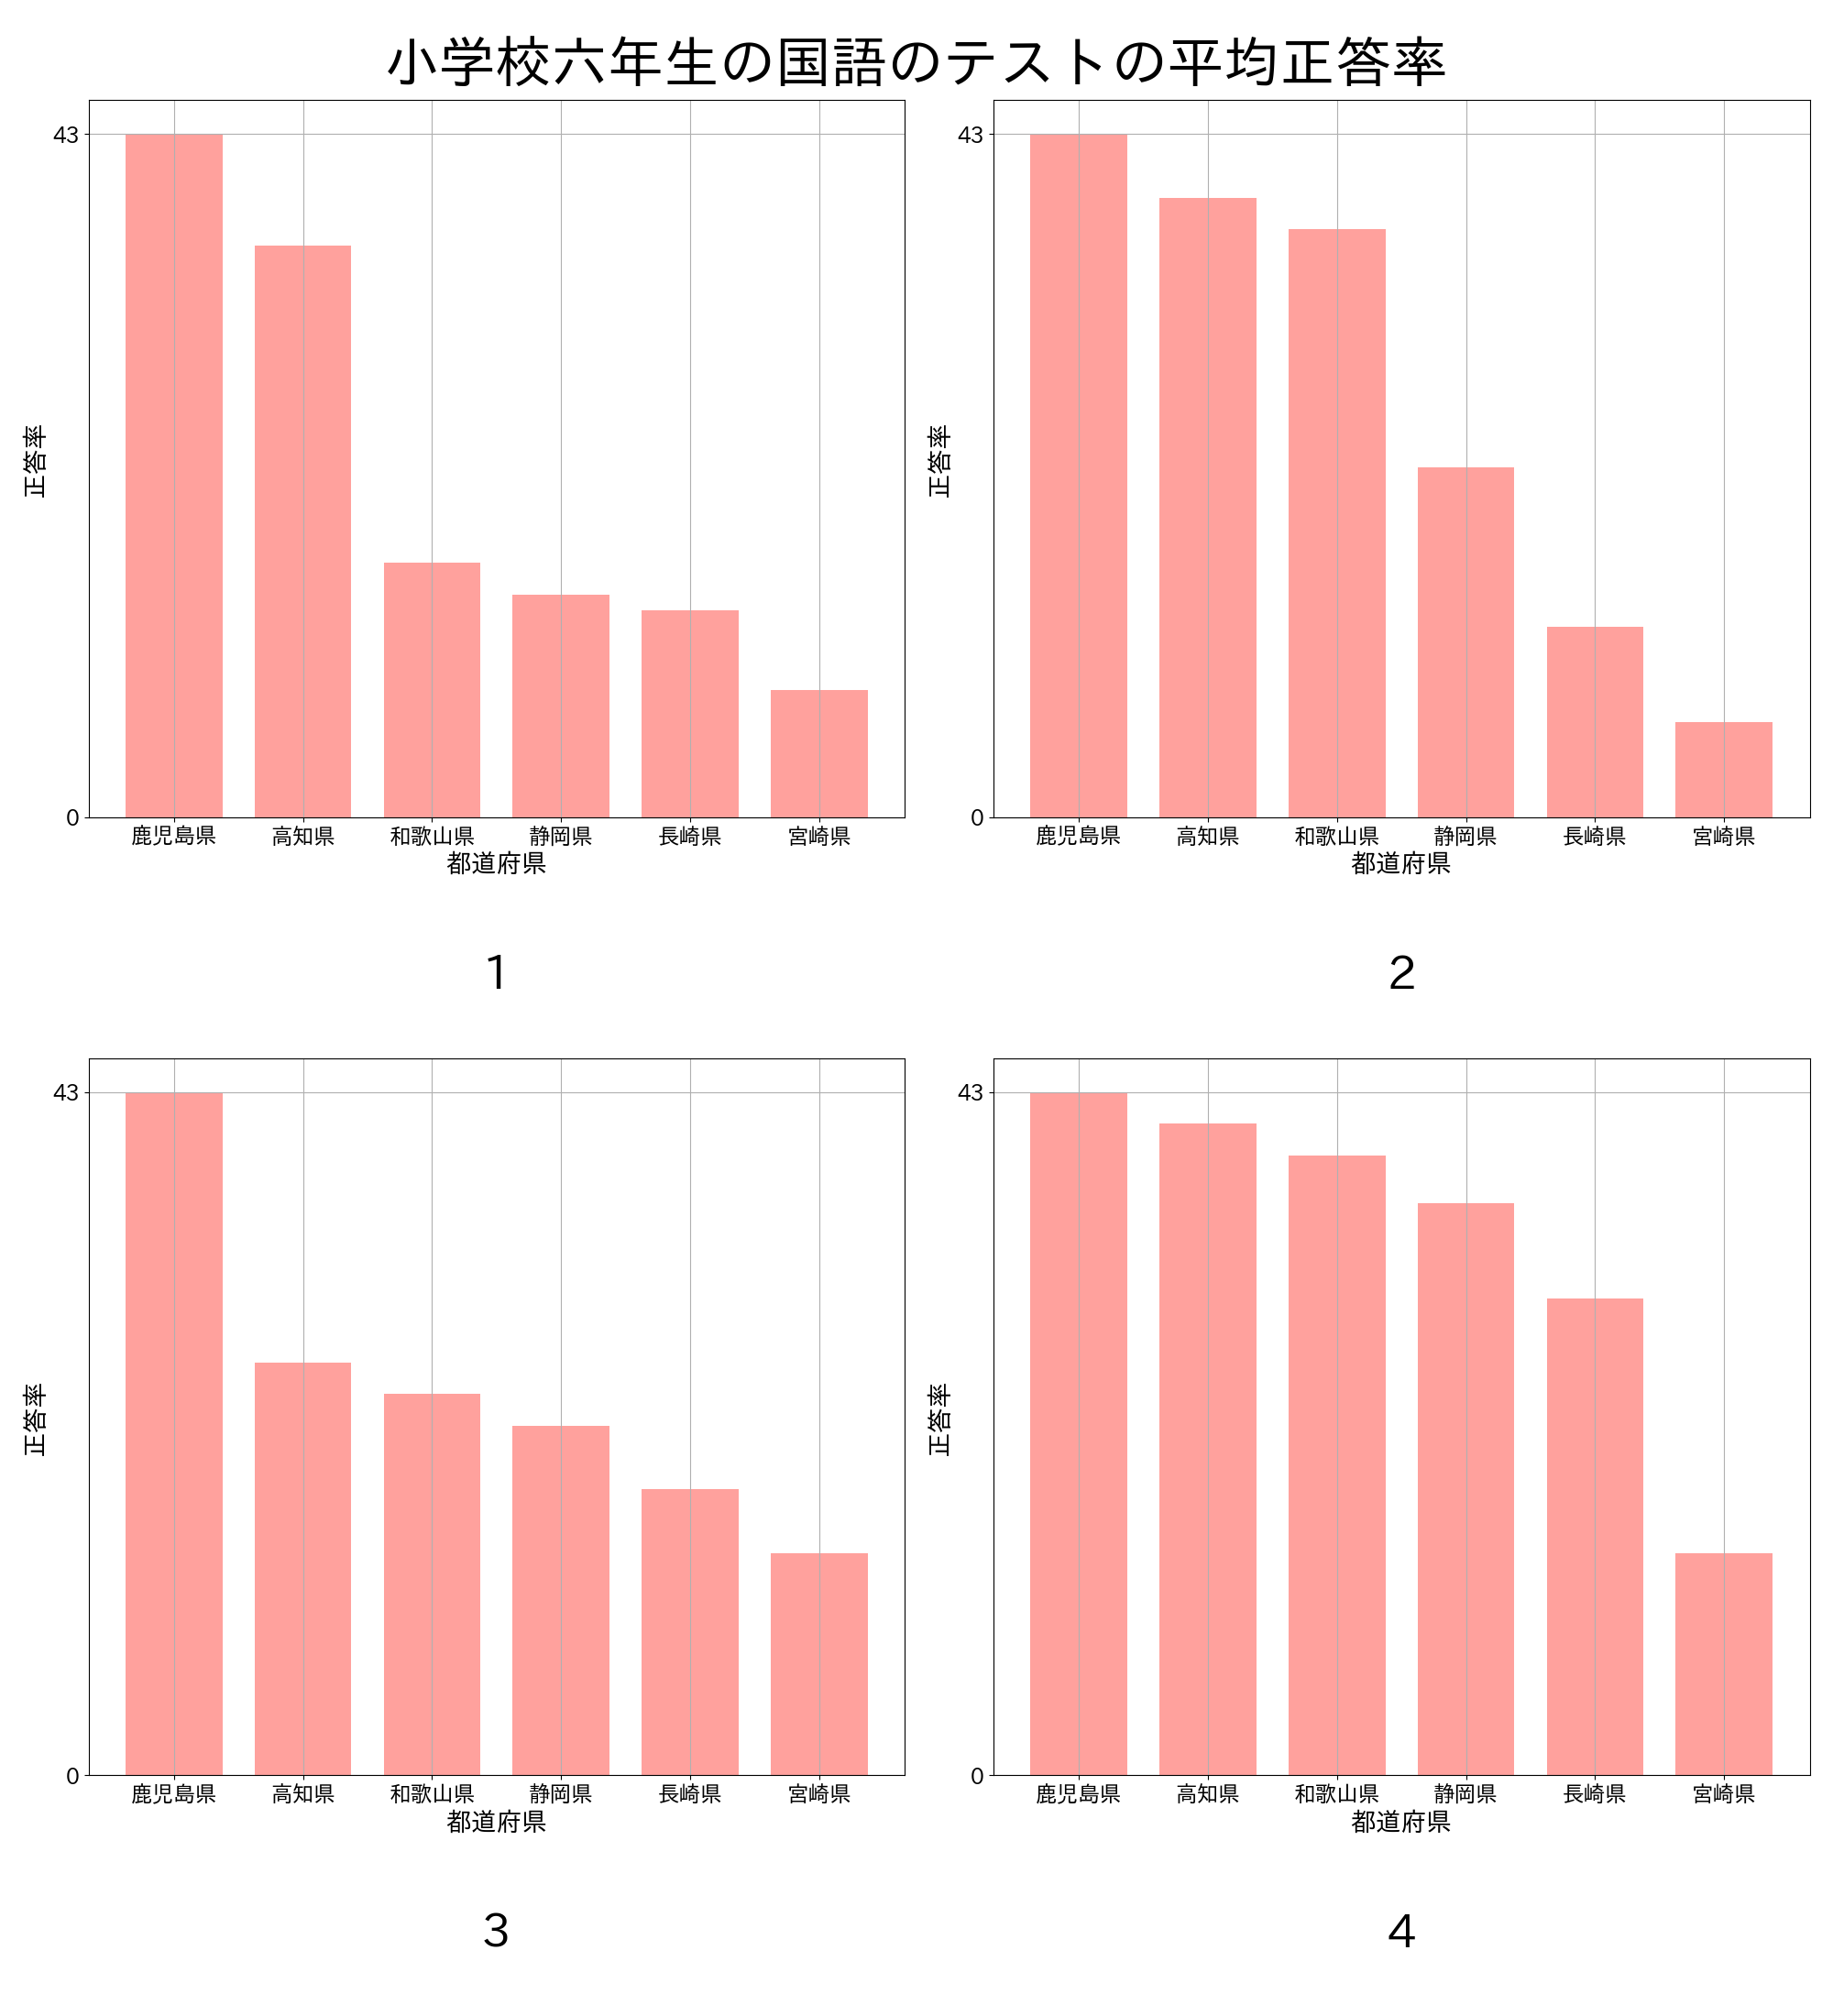 小学校六年生の国語のテストの平均正答率
43
0
正答率
鹿児島県 高知県 和歌山県 静岡県 長崎県 宮崎県
都道府県
1
43
0
正答率
鹿児島県 高知県 和歌山県 静岡県 長崎県 宮崎県
都道府県
2
43
0
正答率
鹿児島県 高知県 和歌山県 静岡県 長崎県 宮崎県
都道府県
3
43
0
正答率
鹿児島県 高知県 和歌山県 静岡県 長崎県 宮崎県
都道府県
4